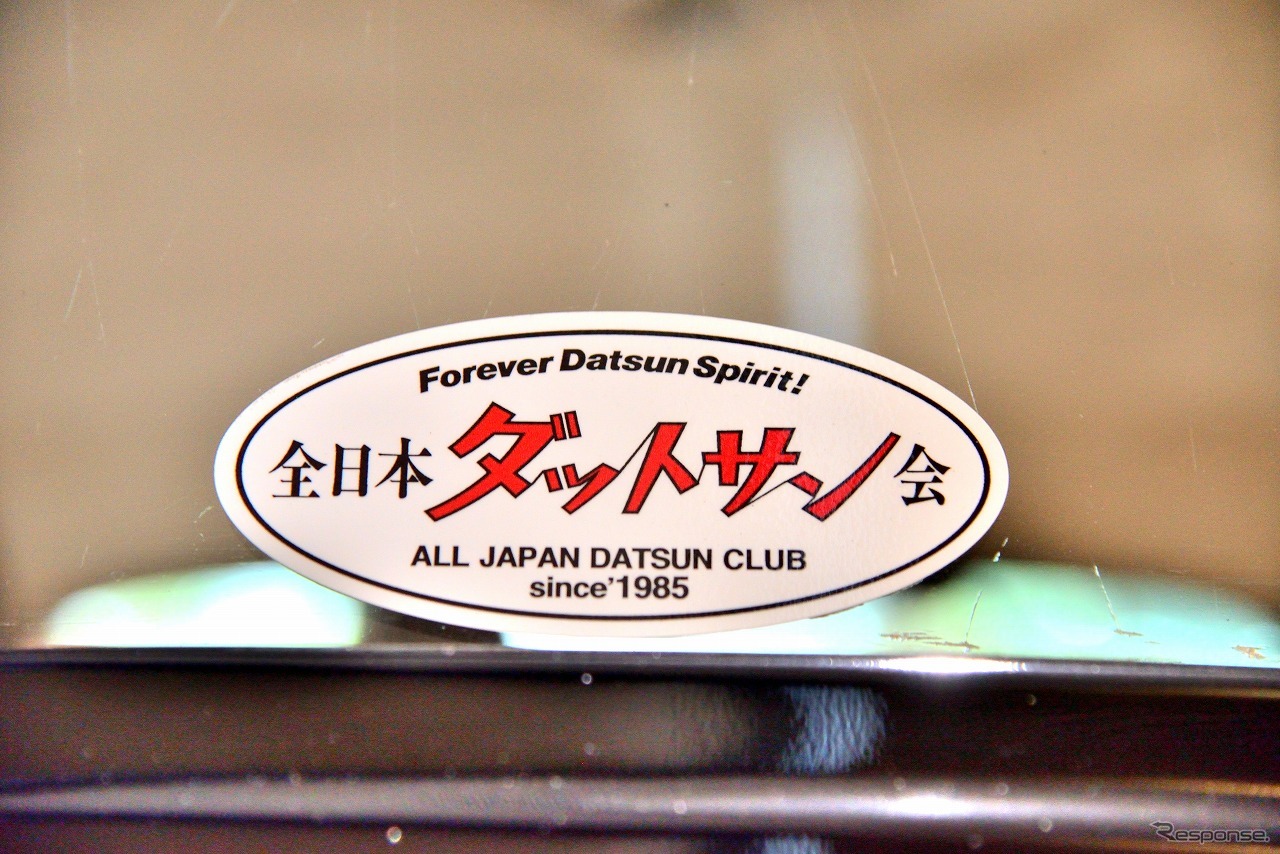 Forever Datsun Spirit!
全日本ダットサン会
ALL JAPAN DATSUN CLUB
since'1985
Response.